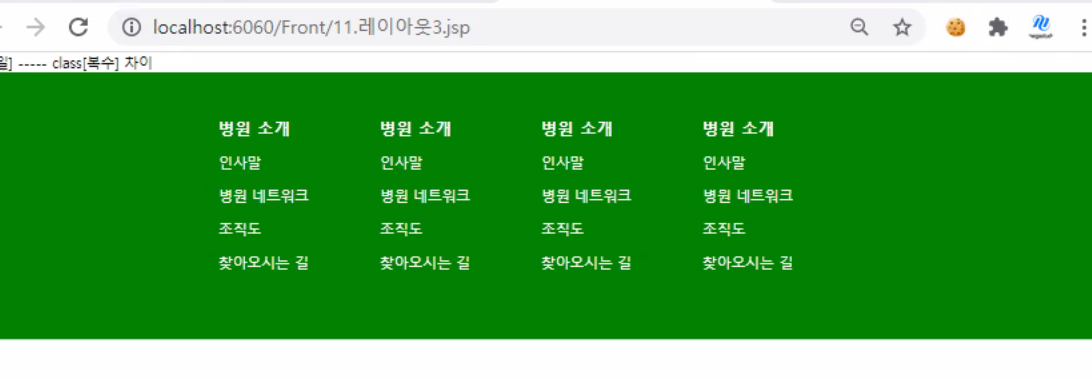 localhost:6060/Front/11.레이아웃3.jsp
일] ----- class[복수] 차이
병원 소개 병원 소개 병원 소개 병원 소개
인사말 인사말 인사말 인사말
병원 네트워크 병원 네트워크 병원 네트워크 병원 네트워크
조직도 조직도 조직도 조직도
찾아오시는 길 찾아오시는 길 찾아오시는 길 찾아오시는 길